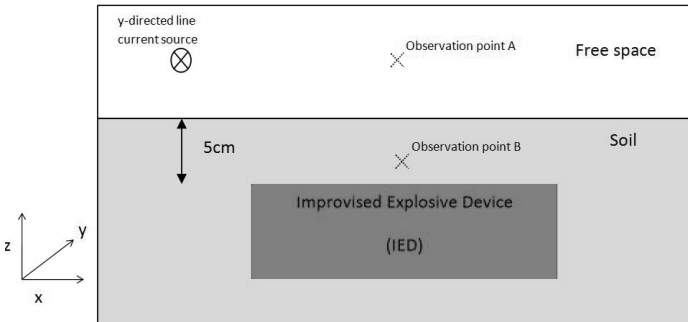 y-directed line
current source
Observation point A
Free space
5cm
Soil
Observation point B
Improvised Explosive Device
(IED)
z
y
x